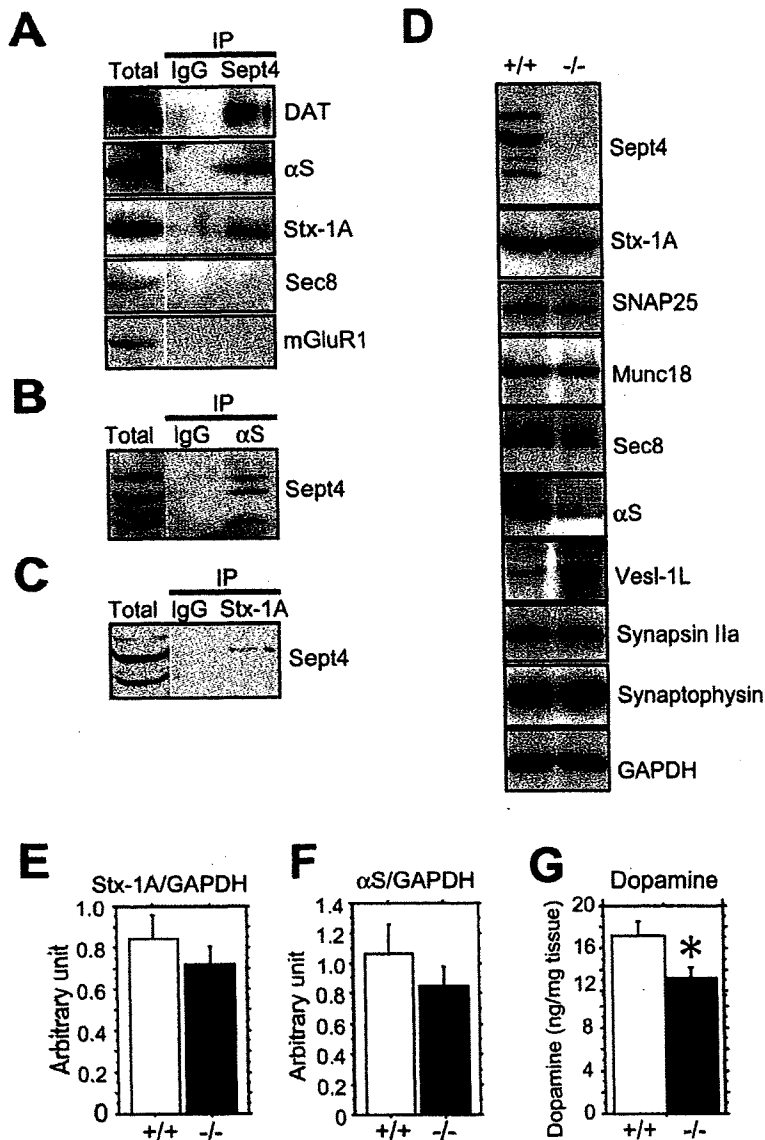 A
IP
Total IgG Sept4
DAT
αS
Stx-1A
Sec8
mGluR1
B
IP
Total IgG αS
Sept4
C
IP
Total IgG Stx-1A
Sept4
D
+/+ -/-
Sept4
Stx-1A
SNAP25
Munc18
Sec8
αS
Vesl-1L
Synapsin IIa
Synaptophysin
GAPDH
E
Stx-1A/GAPDH
Arbitrary unit
1.0
0.8
0.6
0.4
0.2
0
+/+ -/-
F
αS/GAPDH
Arbitrary unit
1.4
1.2
1.0
0.8
0.6
0.4
0.2
0
+/+ -/-
G
Dopamine
Dopamine (ng/mg tissue)
20
16
12
8
4
0
*
+/+ -/-